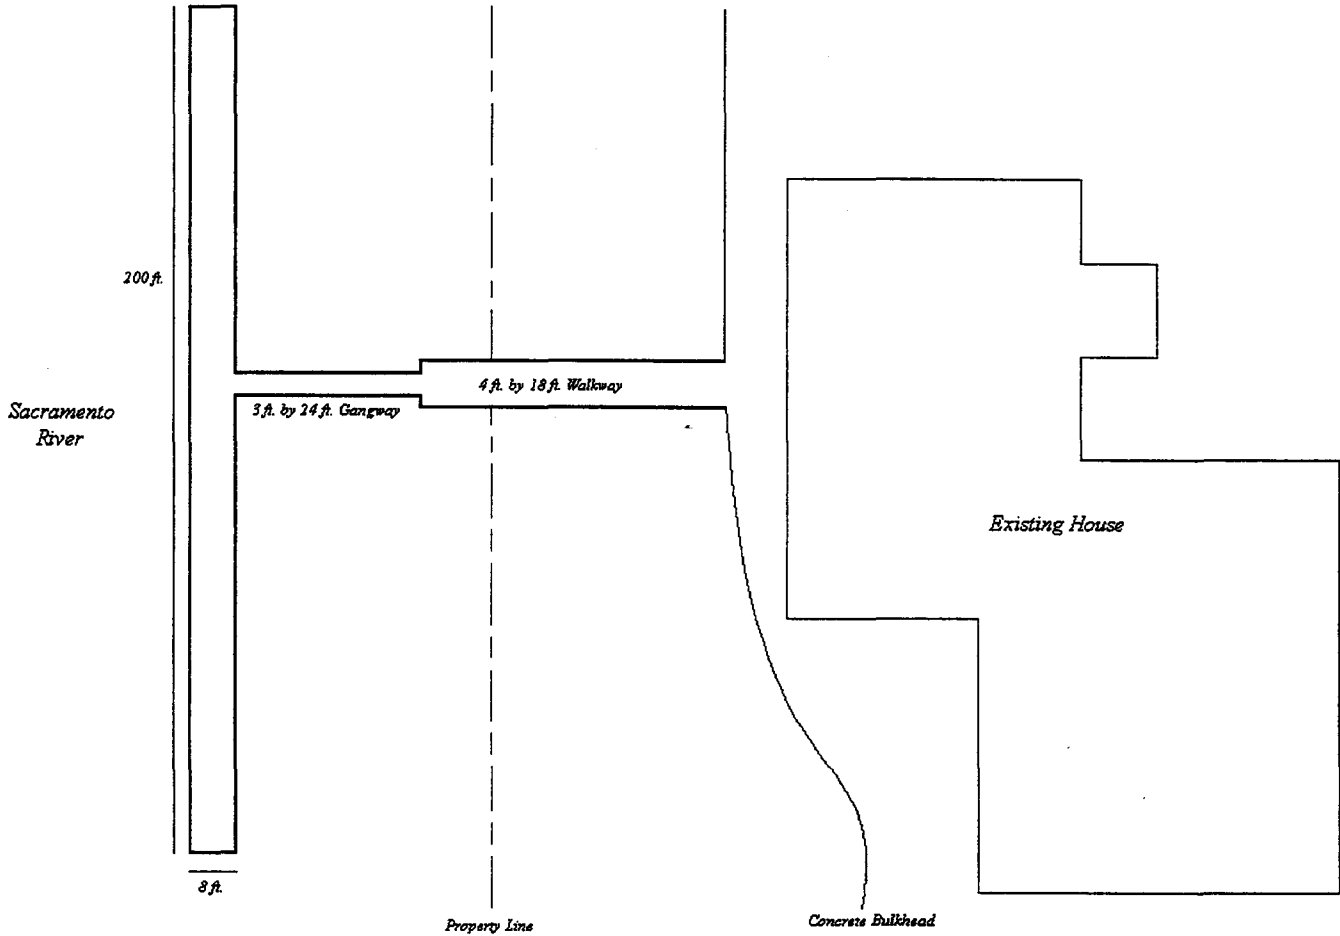 200 ft.
4 ft. by 18 ft. Walkway
3 ft. by 24 ft. Gangway
Sacramento
River
Existing House
8 ft.
Property Line
Concrete Bulkhead